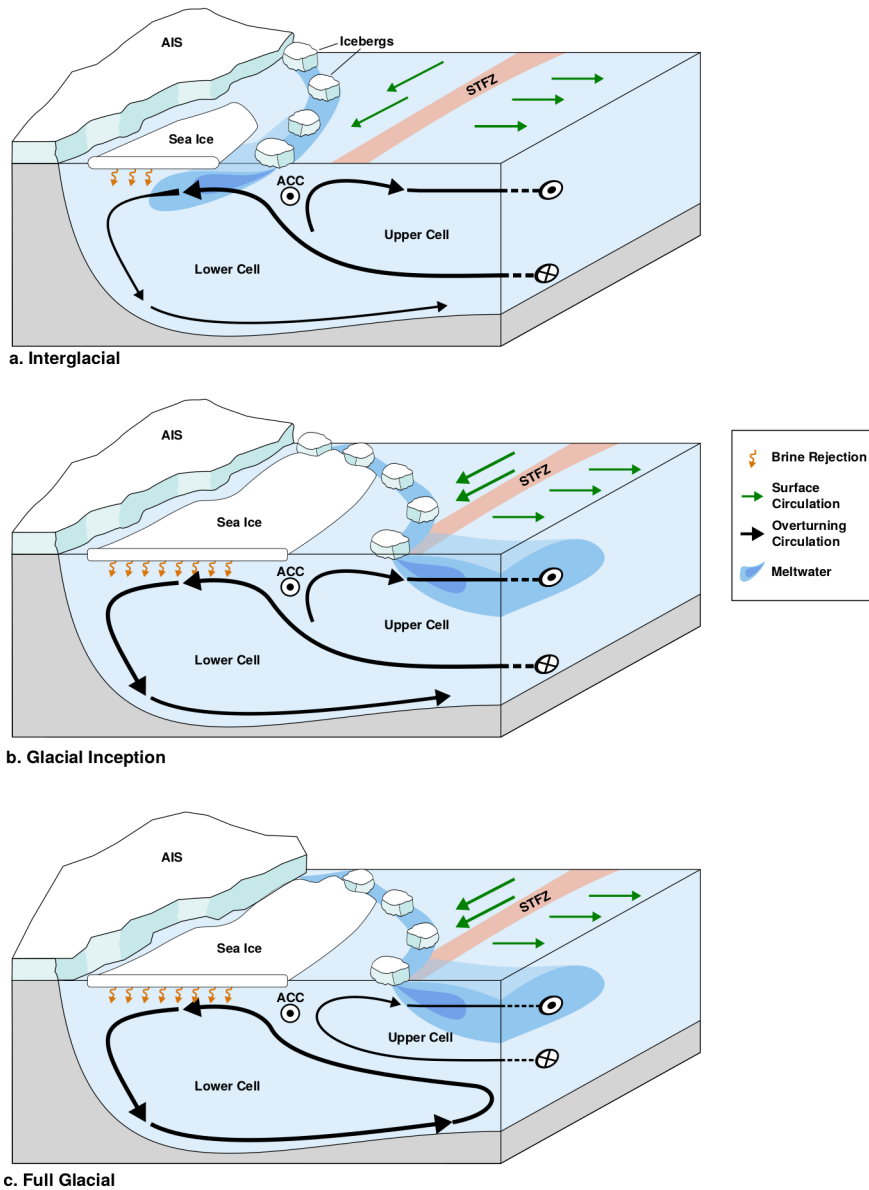 AIS
Icebergs
STFZ
Sea Ice
ACC
Upper Cell
Lower Cell
a. Interglacial
AIS
STFZ
Sea Ice
ACC
Upper Cell
Lower Cell
b. Glacial Inception
Brine Rejection
Surface
Circulation
Overturning
Circulation
Meltwater
AIS
STFZ
Sea Ice
ACC
Upper Cell
Lower Cell
c. Full Glacial